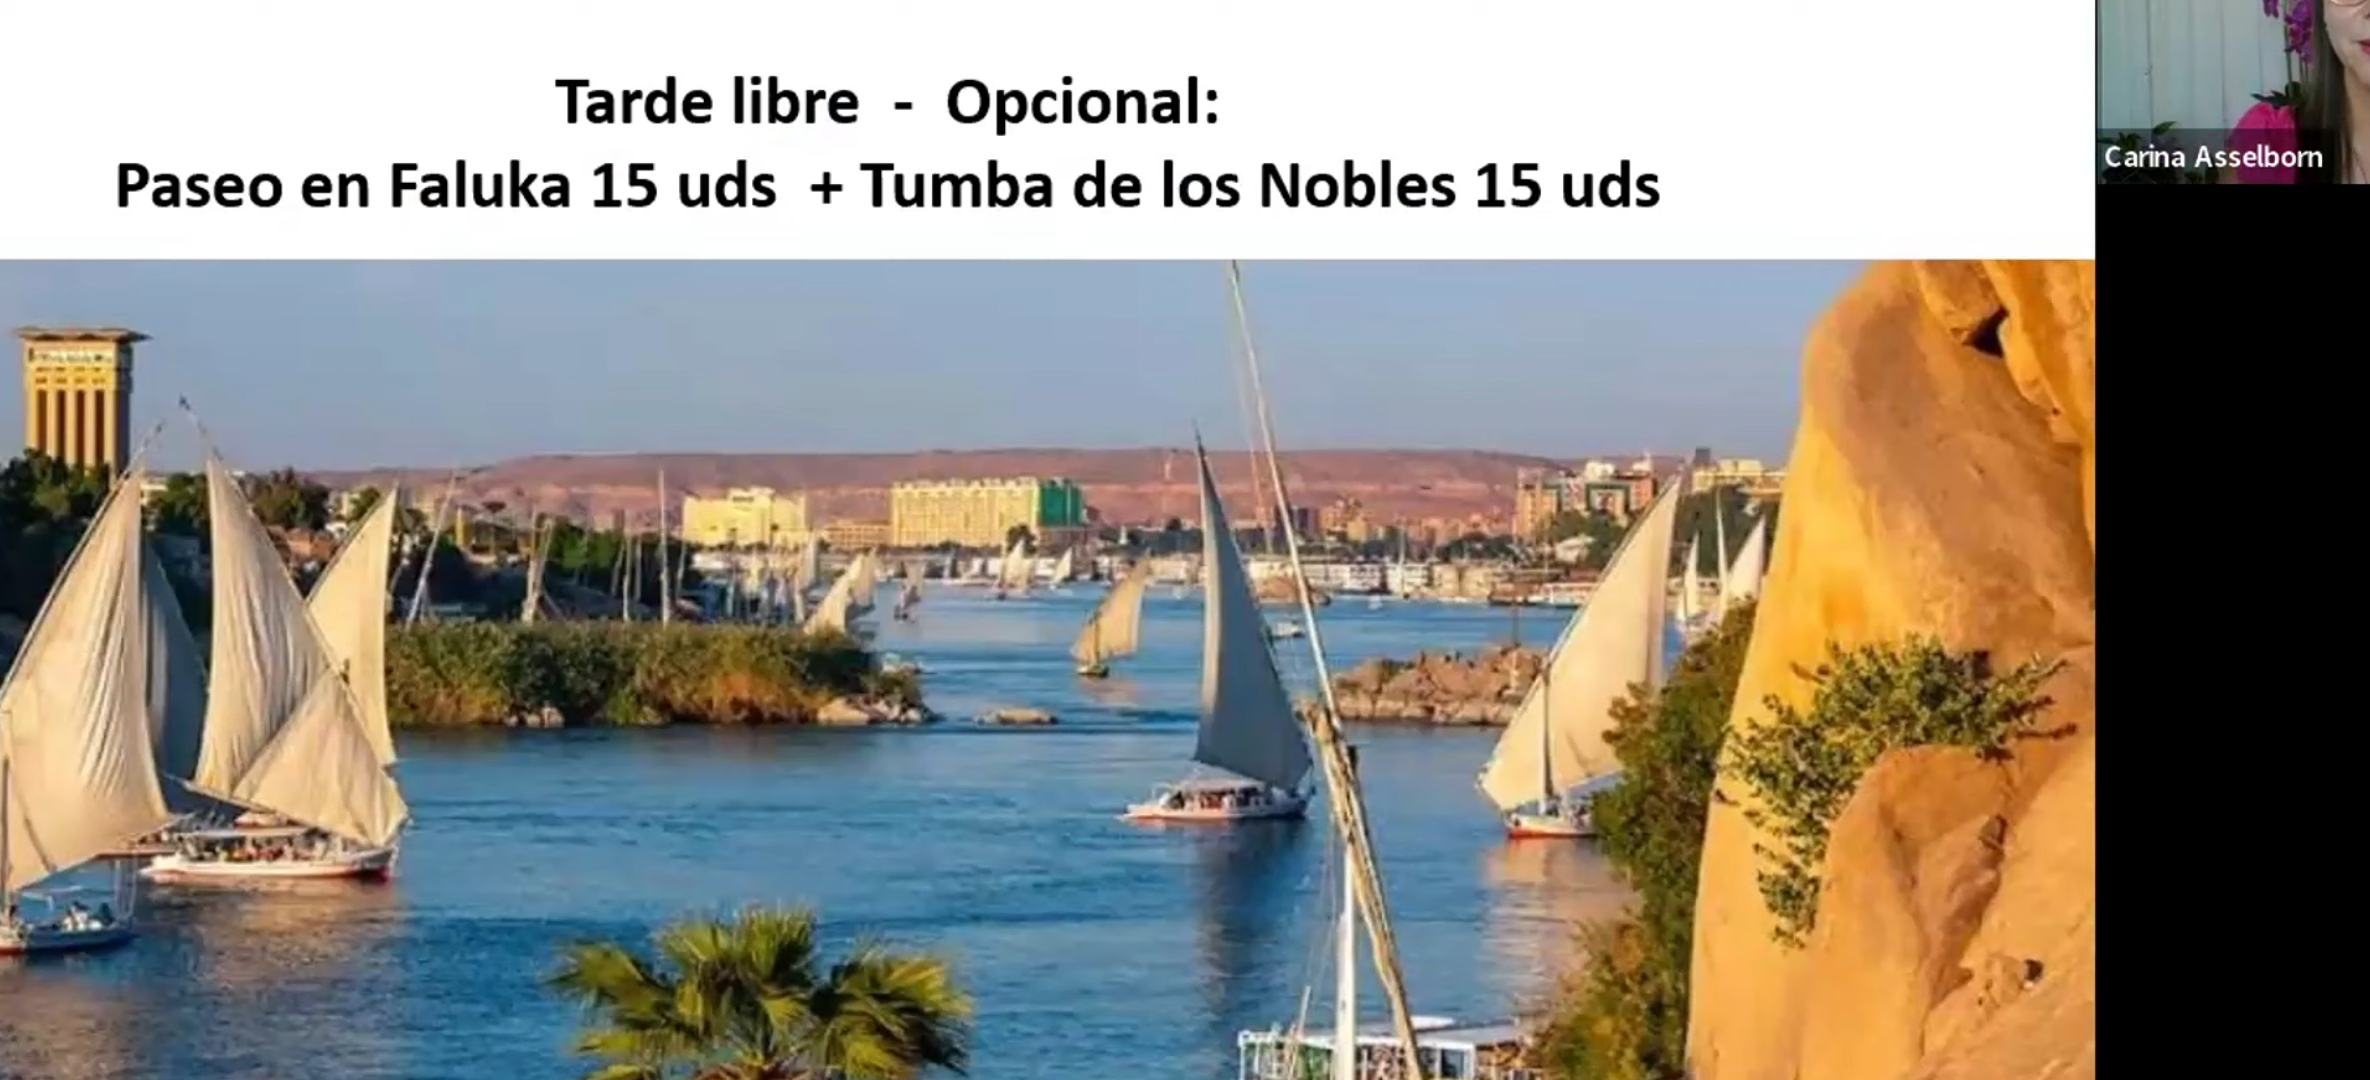 Tarde libre - Opcional:
Paseo en Faluka 15 uds + Tumba de los Nobles 15 uds
Carina Asselborn